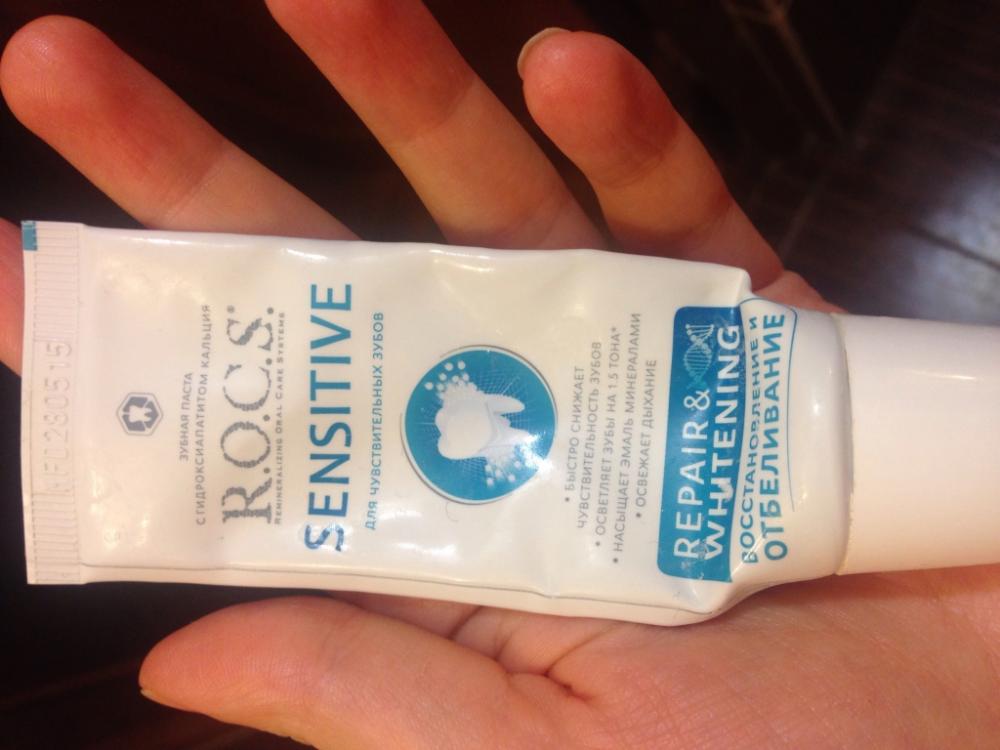 ЗУБНАЯ ПАСТА
С ГИДРОКСИАПАТИТОМ КАЛЬЦИЯ
R.O.C.S.®
REMINERALIZING ORAL CARE SYSTEMS
SENSITIVE
ДЛЯ ЧУВСТВИТЕЛЬНЫХ ЗУБОВ
• БЫСТРО СНИЖАЕТ
ЧУВСТВИТЕЛЬНОСТЬ ЗУБОВ
• ОСВЕТЛЯЕТ ЗУБЫ НА 1.5 ТОНА*
• НАСЫЩАЕТ ЭМАЛЬ МИНЕРАЛАМИ
• ОСВЕЖАЕТ ДЫХАНИЕ
REPAIR &
WHITENING
ВОССТАНОВЛЕНИЕ И
ОТБЕЛИВАНИЕ